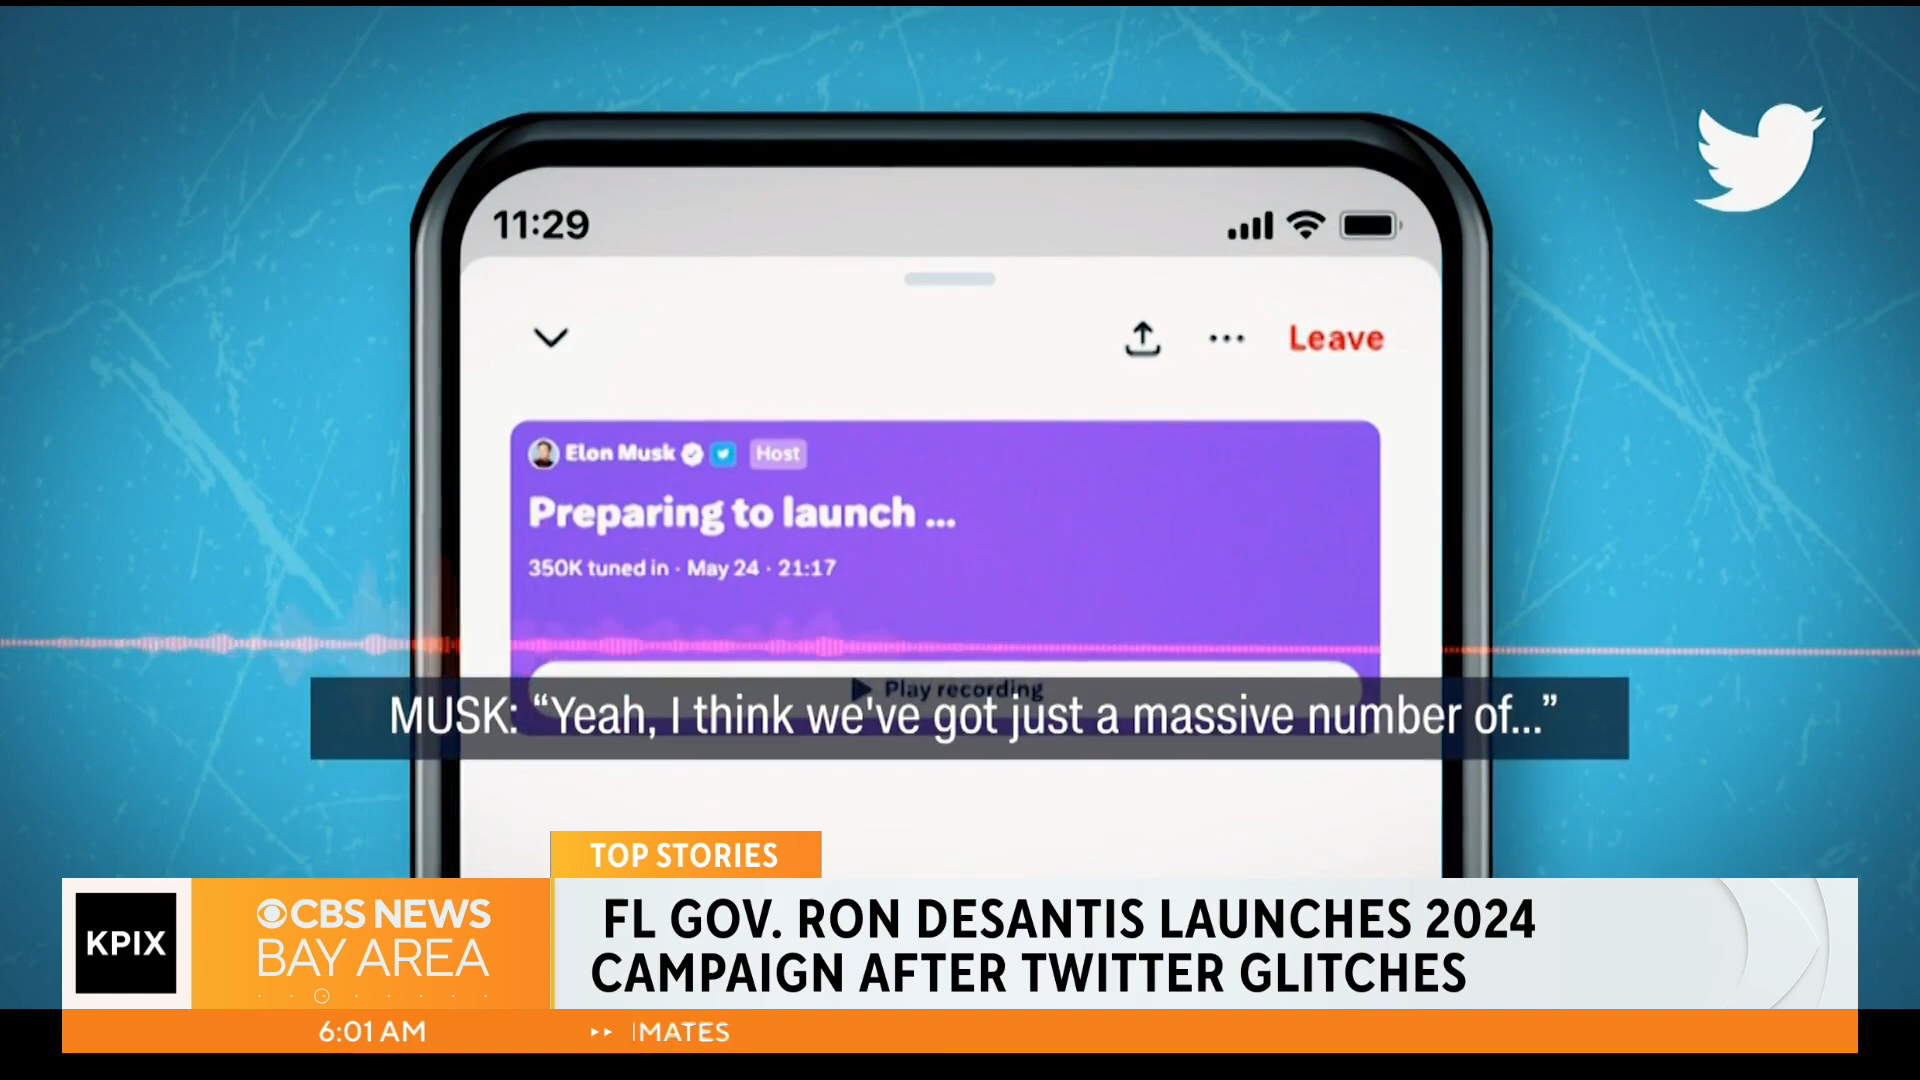 11:29
Leave
Elon Musk Host
Preparing to launch ...
350K tuned in · May 24 · 21:17
Play recording
MUSK: “Yeah, I think we've got just a massive number of...”
TOP STORIES
KPIX
CBS NEWS
BAY AREA
FL GOV. RON DESANTIS LAUNCHES 2024
CAMPAIGN AFTER TWITTER GLITCHES
6:01 AM
IMATES